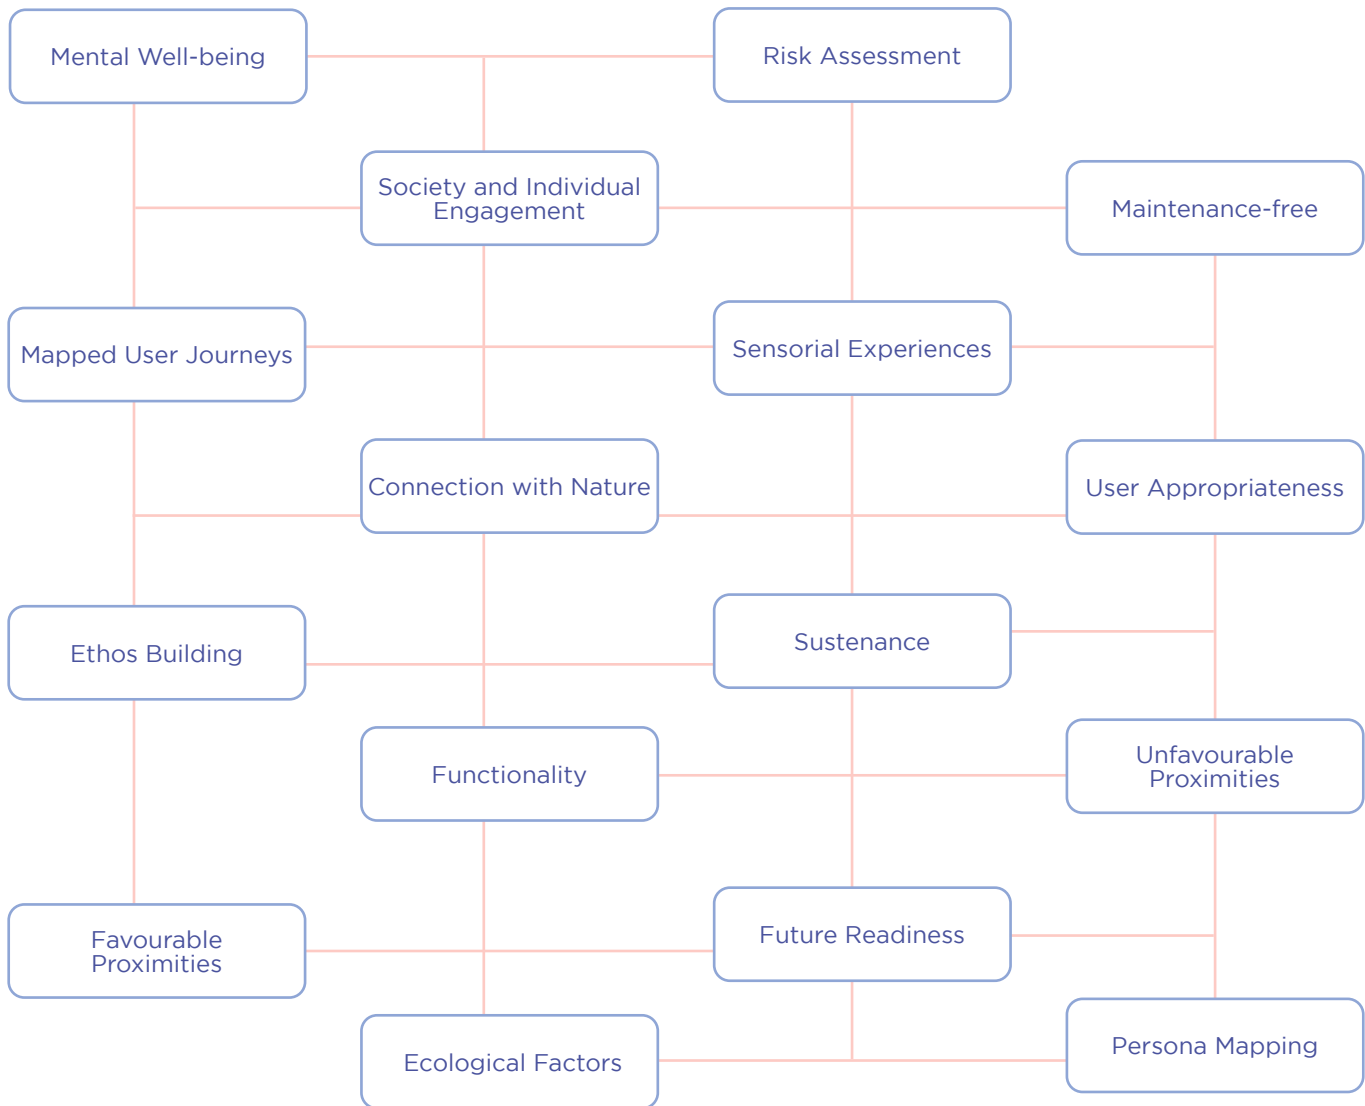 Mental Well-being
Risk Assessment
Society and Individual
Engagement
Maintenance-free
Mapped User Journeys
Sensorial Experiences
Connection with Nature
User Appropriateness
Ethos Building
Sustenance
Functionality
Unfavourable
Proximities
Favourable
Proximities
Future Readiness
Ecological Factors
Persona Mapping